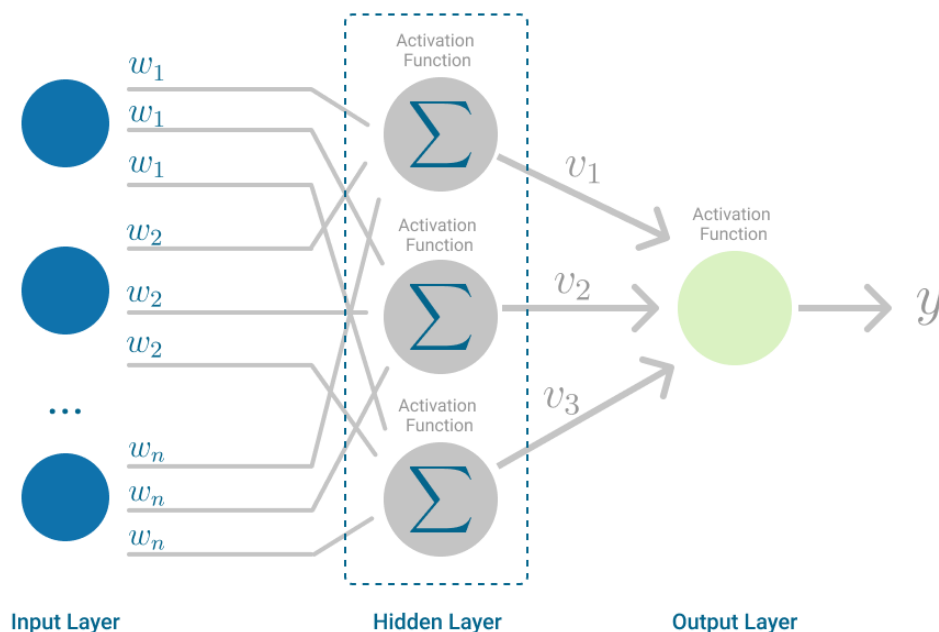 w1
w1
w1
w2
w2
w2
...
wn
wn
wn
Activation
Function
Σ
Activation
Function
Σ
Activation
Function
Σ
v1
v2
v3
Activation
Function
y
Input Layer
Hidden Layer
Output Layer